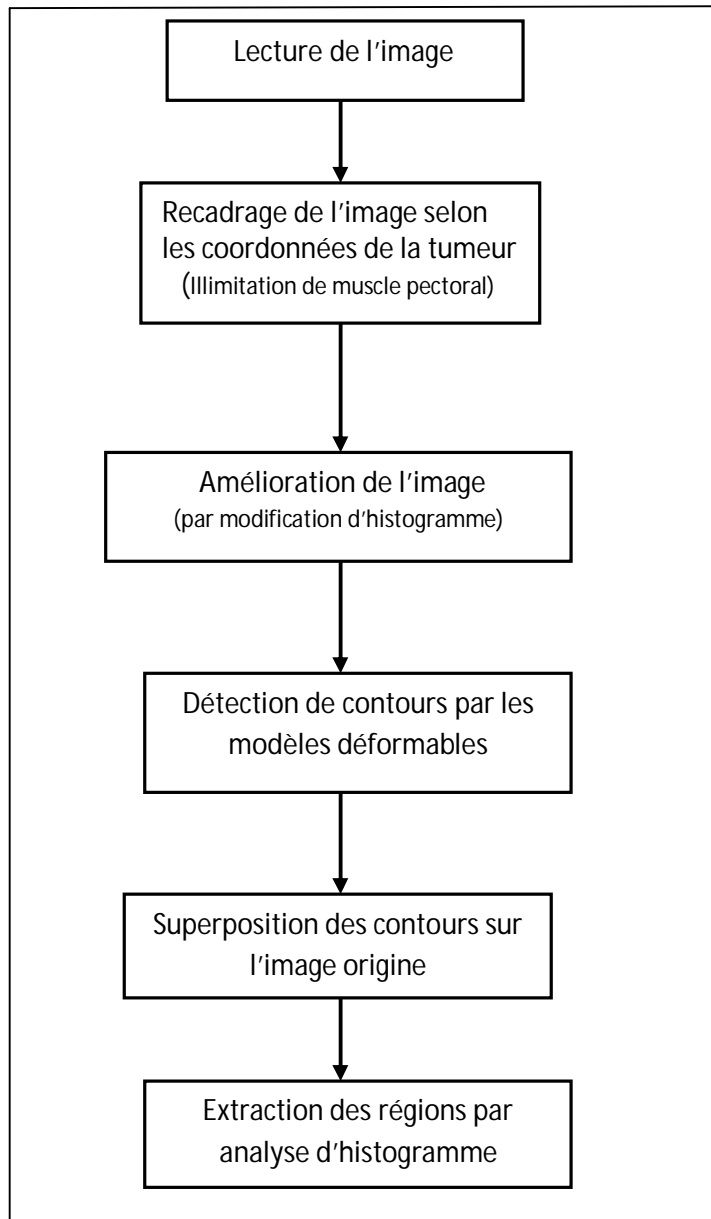 Lecture de l'image
Recadrage de l'image selon
les coordonnées de la tumeur
(Illimitation de muscle pectoral)
Amélioration de l'image
(par modification d'histogramme)
Détection de contours par les
modèles déformables
Superposition des contours sur
l'image origine
Extraction des régions par
analyse d'histogramme